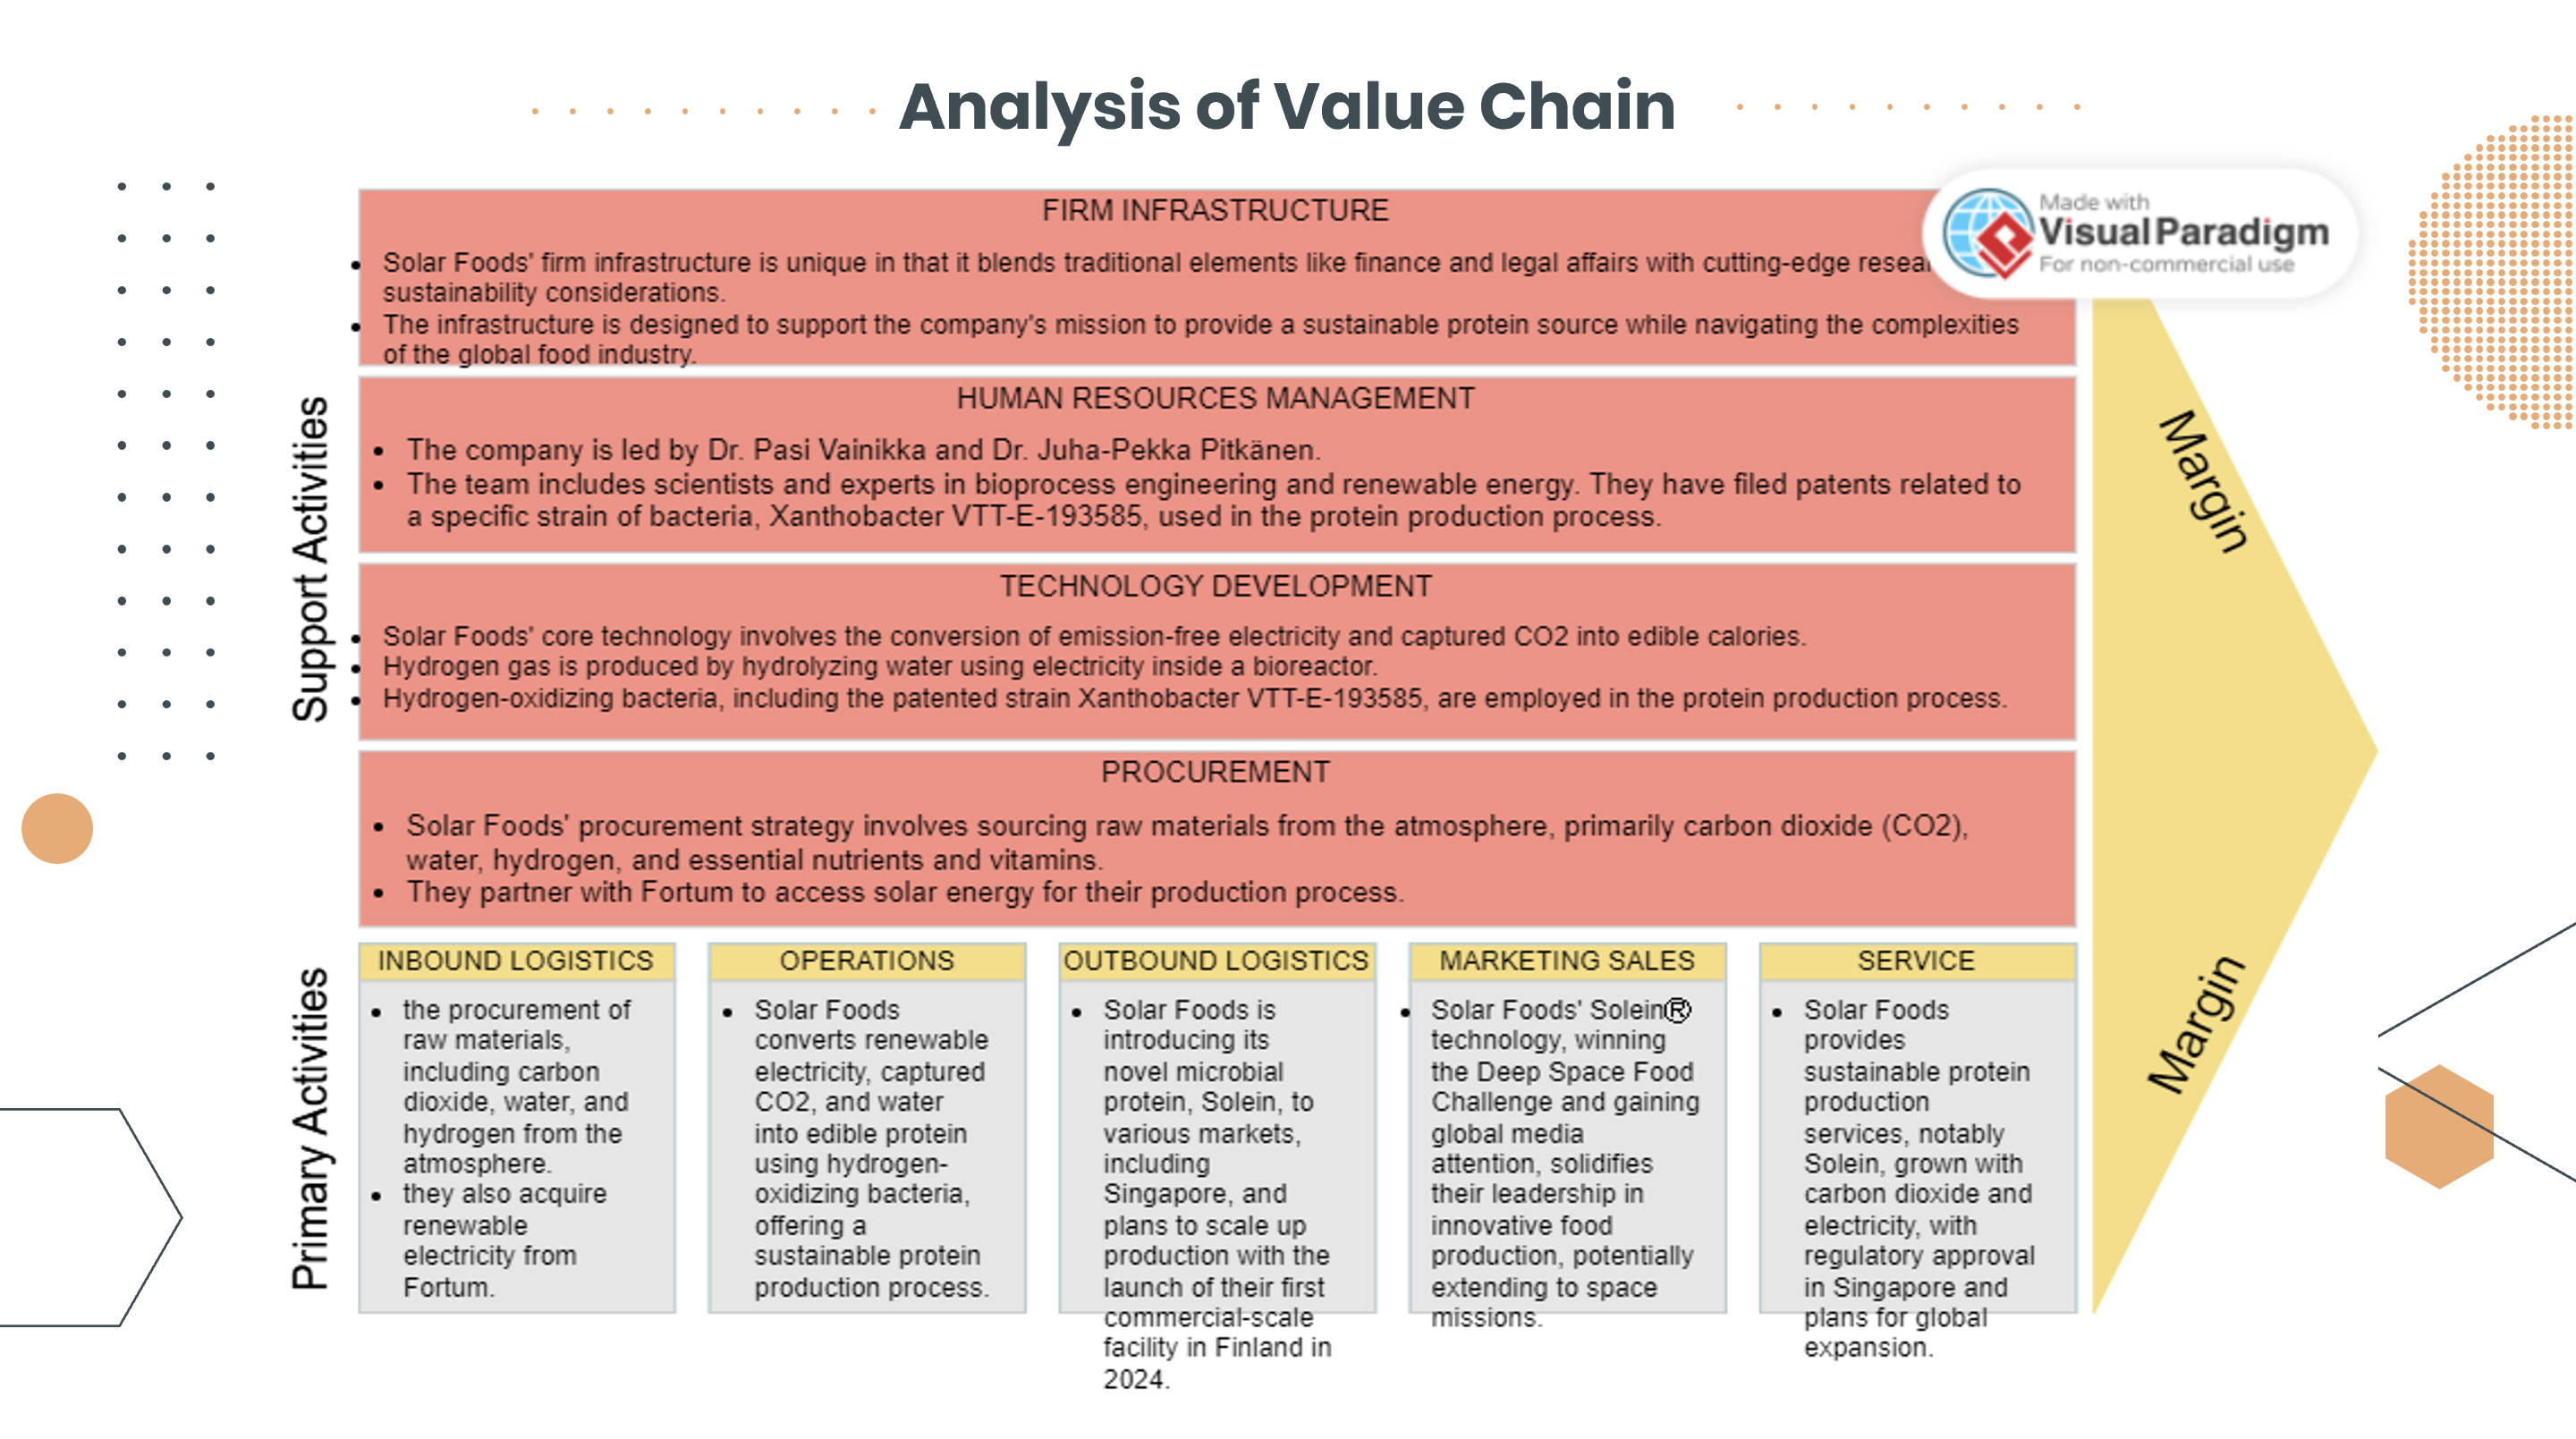 Analysis of Value Chain
Made with
Visual Paradigm
For non-commercial use
Support Activities
FIRM INFRASTRUCTURE
• Solar Foods' firm infrastructure is unique in that it blends traditional elements like finance and legal affairs with cutting-edge
sustainability considerations.
• The infrastructure is designed to support the company's mission to provide a sustainable protein source while navigating the complexities
of the global food industry.
HUMAN RESOURCES MANAGEMENT
• The company is led by Dr. Pasi Vainikka and Dr. Juha-Pekka Pitkänen.
• The team includes scientists and experts in bioprocess engineering and renewable energy. They have filed patents related to
a specific strain of bacteria, Xanthobacter VTT-E-193585, used in the protein production process.
TECHNOLOGY DEVELOPMENT
• Solar Foods' core technology involves the conversion of emission-free electricity and captured CO2 into edible calories.
• Hydrogen gas is produced by hydrolyzing water using electricity inside a bioreactor.
• Hydrogen-oxidizing bacteria, including the patented strain Xanthobacter VTT-E-193585, are employed in the protein production process.
PROCUREMENT
• Solar Foods' procurement strategy involves sourcing raw materials from the atmosphere, primarily carbon dioxide (CO2),
water, hydrogen, and essential nutrients and vitamins.
• They partner with Fortum to access solar energy for their production process.
Margin
Margin
Primary Activities
INBOUND LOGISTICS
• the procurement of
raw materials,
including carbon
dioxide, water, and
hydrogen from the
atmosphere.
• they also acquire
renewable
electricity from
Fortum.
OPERATIONS
• Solar Foods
converts renewable
electricity, captured
CO2, and water
into edible protein
using hydrogen-
oxidizing bacteria,
offering a
sustainable protein
production process.
OUTBOUND LOGISTICS
• Solar Foods is
introducing its
novel microbial
protein, Solein, to
various markets,
including
Singapore, and
plans to scale up
production with the
launch of their first
commercial-scale
facility in Finland in
2024.
MARKETING SALES
• Solar Foods' Solein®
technology, winning
the Deep Space Food
Challenge and gaining
global media
attention, solidifies
their leadership in
innovative food
production, potentially
extending to space
missions.
SERVICE
• Solar Foods
provides
sustainable protein
production
services, notably
Solein, grown with
carbon dioxide and
electricity, with
regulatory approval
in Singapore and
plans for global
expansion.